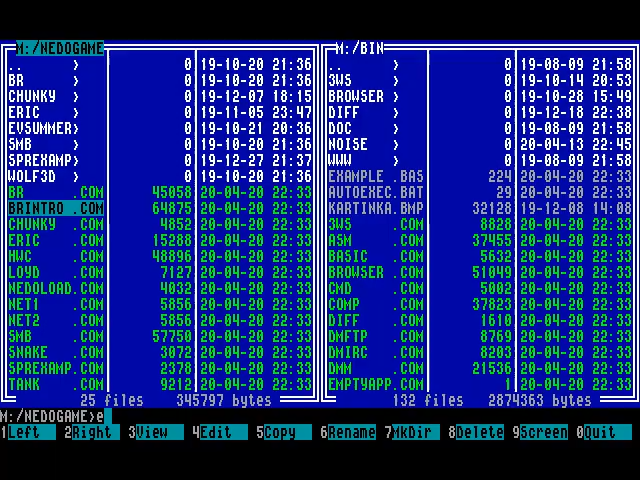 M:/NEDOGAME M:/BIN
.. > 0 19-10-20 21:36 .. > 0 19-08-09 21:58
BR > 0 19-10-20 21:36 3WS > 0 19-10-14 20:53
CHUNKY > 0 19-12-07 18:15 BROWSER > 0 19-10-28 15:49
ERIC > 0 19-11-05 23:47 DIFF > 0 19-12-18 22:38
EVSUMMER> 0 19-10-21 20:36 DOC > 0 19-08-09 21:58
SMB > 0 19-10-20 21:36 NOISE > 0 20-04-13 22:45
SPREXAMP> 0 19-12-27 21:37 WWW > 0 19-08-09 21:58
WOLF3D > 0 19-10-20 21:36 EXAMPLE .BAS 224 20-04-20 22:33
BR .COM 45058 20-04-20 22:33 AUTOEXEC.BAT 29 20-04-20 22:33
BRINTRO .COM 64875 20-04-20 22:33 KARTINKA.BMP 32128 19-12-08 14:08
CHUNKY .COM 4852 20-04-20 22:33 3WS .COM 8828 20-04-20 22:33
ERIC .COM 15288 20-04-20 22:33 ASM .COM 37455 20-04-20 22:33
HWC .COM 48896 20-04-20 22:33 BASIC .COM 5632 20-04-20 22:33
LOYD .COM 7127 20-04-20 22:33 BROWSER .COM 51049 20-04-20 22:33
NEDOLOAD.COM 4032 20-04-20 22:33 CMD .COM 5002 20-04-20 22:33
NET1 .COM 5856 20-04-20 22:33 COMP .COM 37823 20-04-20 22:33
NET2 .COM 5856 20-04-20 22:33 DIFF .COM 1610 20-04-20 22:33
SMB .COM 57750 20-04-20 22:33 DMFTP .COM 8769 20-04-20 22:33
SNAKE .COM 3072 20-04-20 22:33 DMIRC .COM 8203 20-04-20 22:33
SPREXAMP.COM 2378 20-04-20 22:33 DMM .COM 21536 20-04-20 22:33
TANK .COM 9212 20-04-20 22:33 EMPTYAPP.COM 1 20-04-20 22:33
25 files 345797 bytes 132 files 2874363 bytes
M:/NEDOGAME>e
1Left 2Right 3View 4Edit 5Copy 6Rename 7MkDir 8Delete 9Screen 0Quit